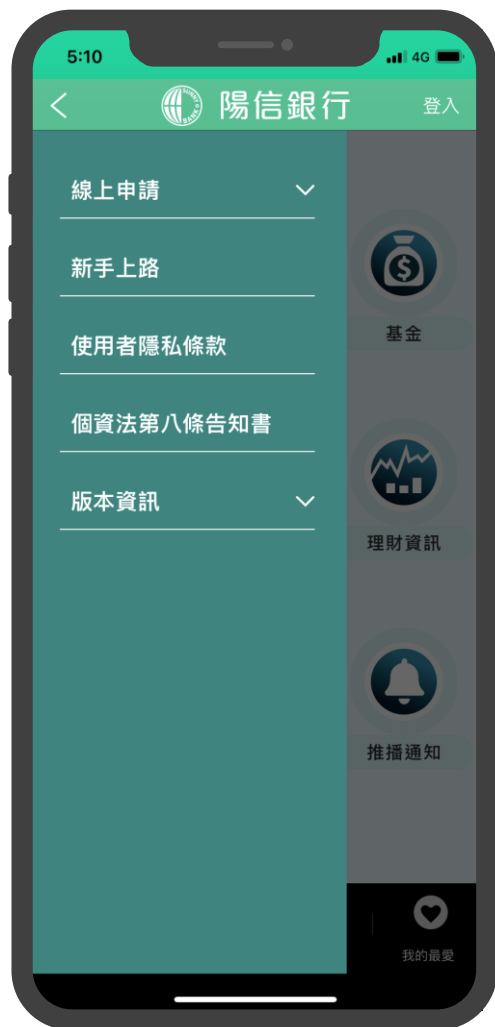 5:10
4G
SUNNY BANK
陽信銀行
登入
線上申請
新手上路
使用者隱私條款
個資法第八條告知書
版本資訊
基金
理財資訊
推播通知
我的最愛